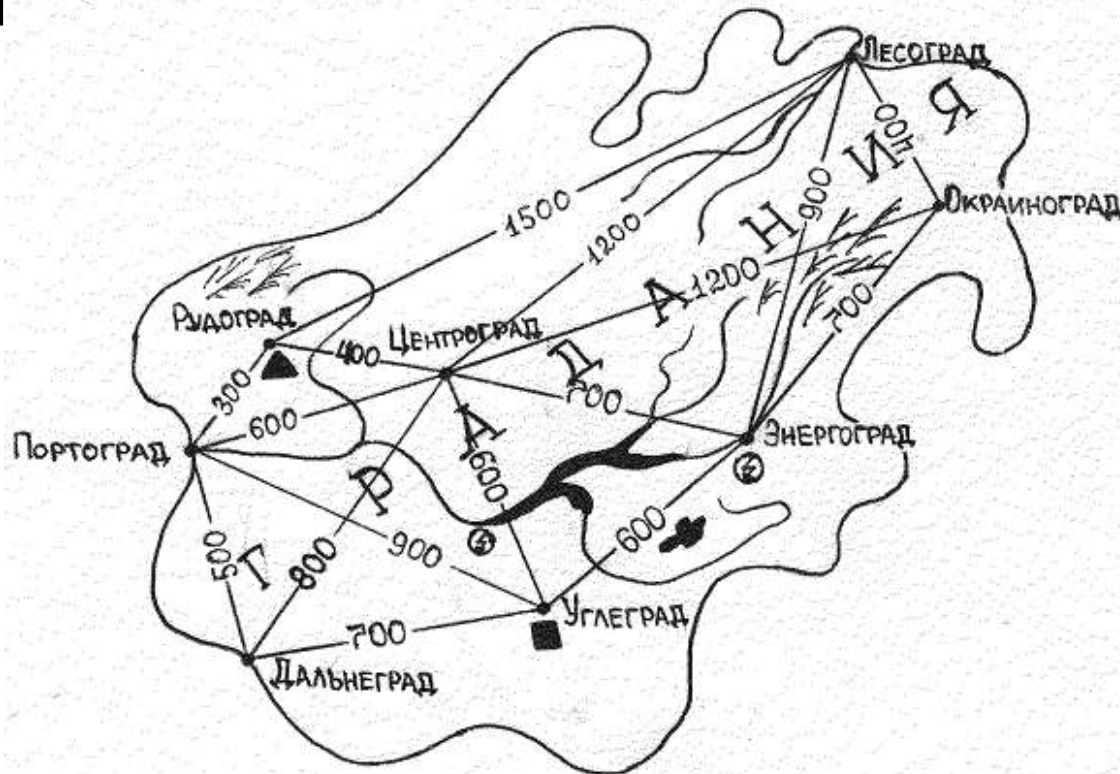 Лесоград
400
Я
И
900
Окраиноград
1500
1200
Н
1200
А
700
Рудоград
Центроград
400
Д
700
300
600
А
Энергоград
Портоград
600
Р
600
900
500
Г
800
Углеград
700
Дальнеград